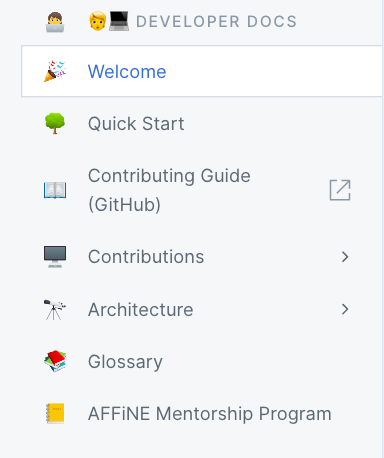 DEVELOPER DOCS
Welcome
Quick Start
Contributing Guide
(GitHub)
Contributions
Architecture
Glossary
AFFiNE Mentorship Program